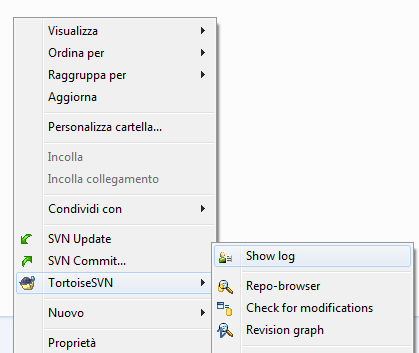 Visualizza
Ordina per
Raggruppa per
Aggiorna
Personalizza cartella...
Incolla
Incolla collegamento
Condividi con
SVN Update
SVN Commit...
TortoiseSVN
Nuovo
Proprietà
Show log
Repo-browser
Check for modifications
Revision graph